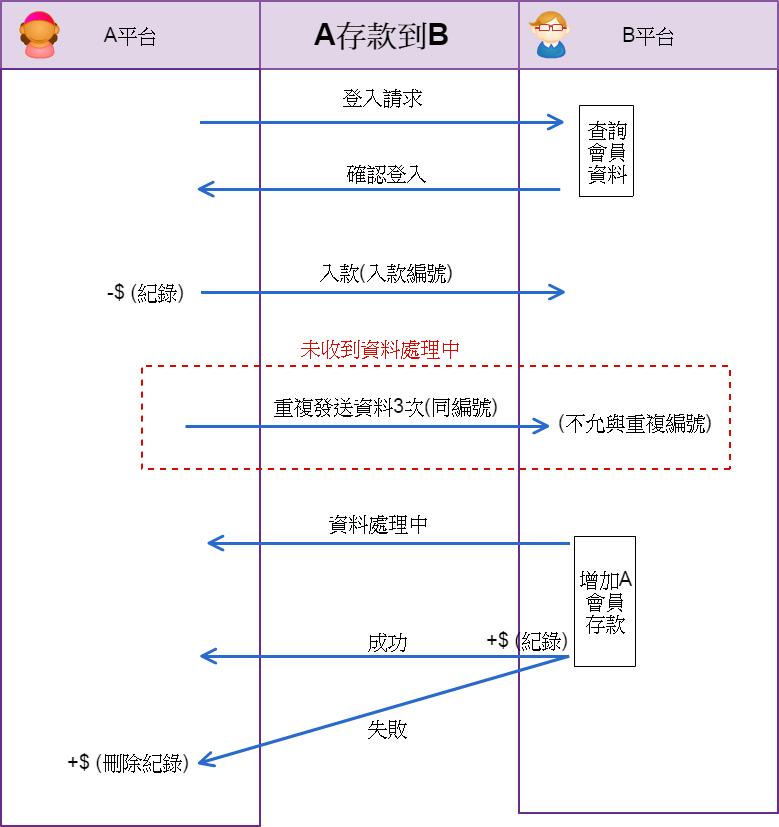 A平台
A存款到B
B平台
登入請求
查詢
會員
資料
確認登入
入款(入款編號)
-$ (紀錄)
未收到資料處理中
重複發送資料3次(同編號)
(不允與重複編號)
資料處理中
增加A
會員
存款
成功
+$ (紀錄)
失敗
+$ (刪除紀錄)